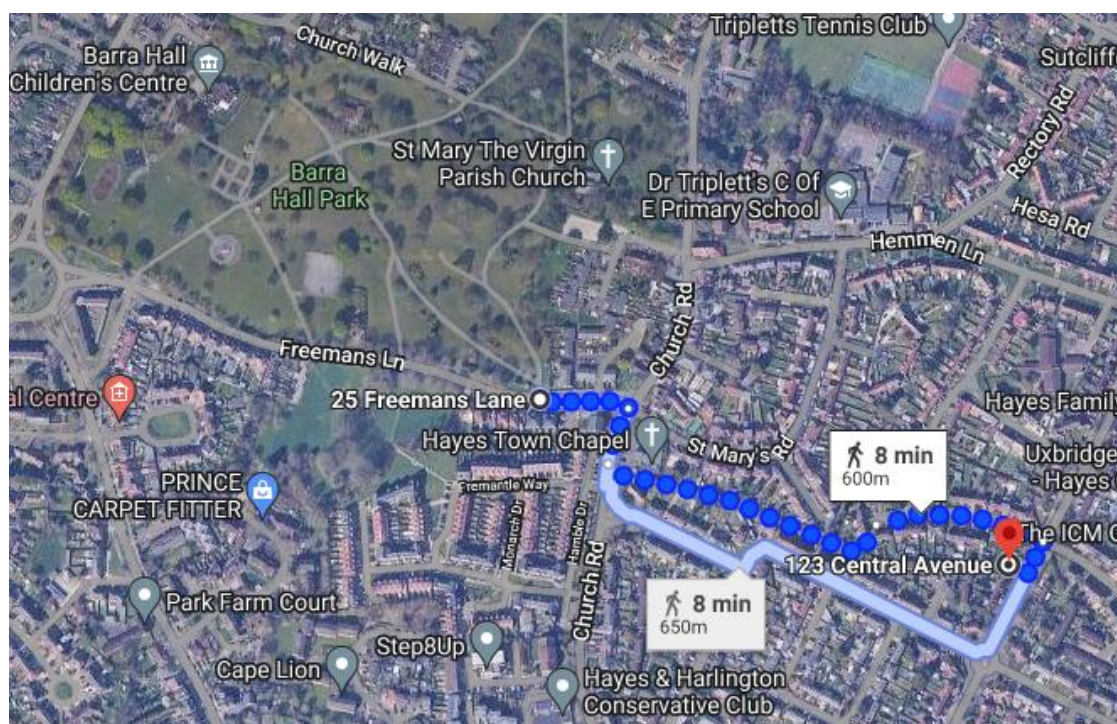 Tripletts Tennis Club
Church Walk
Barra Hall
Children's Centre
Sutcliffe
Rectory Rd
St Mary The Virgin
Parish Church
Barra
Hall Park
Dr Triplett's C Of
E Primary School
Hesa Rd
Hemmen Ln
Church Rd
Freemans Ln
al Centre
25 Freemans Lane
Hayes Family
Hayes Town Chapel
St Mary's Rd
8 min
600m
Uxbridge
- Hayes
PRINCE
CARPET FITTER
Fremantle Way
Monarch Dr
Hamble Dr
The ICM C
123 Central Avenue
Church Rd
8 min
650m
Park Farm Court
Step8Up
Cape Lion
Hayes & Harlington
Conservative Club